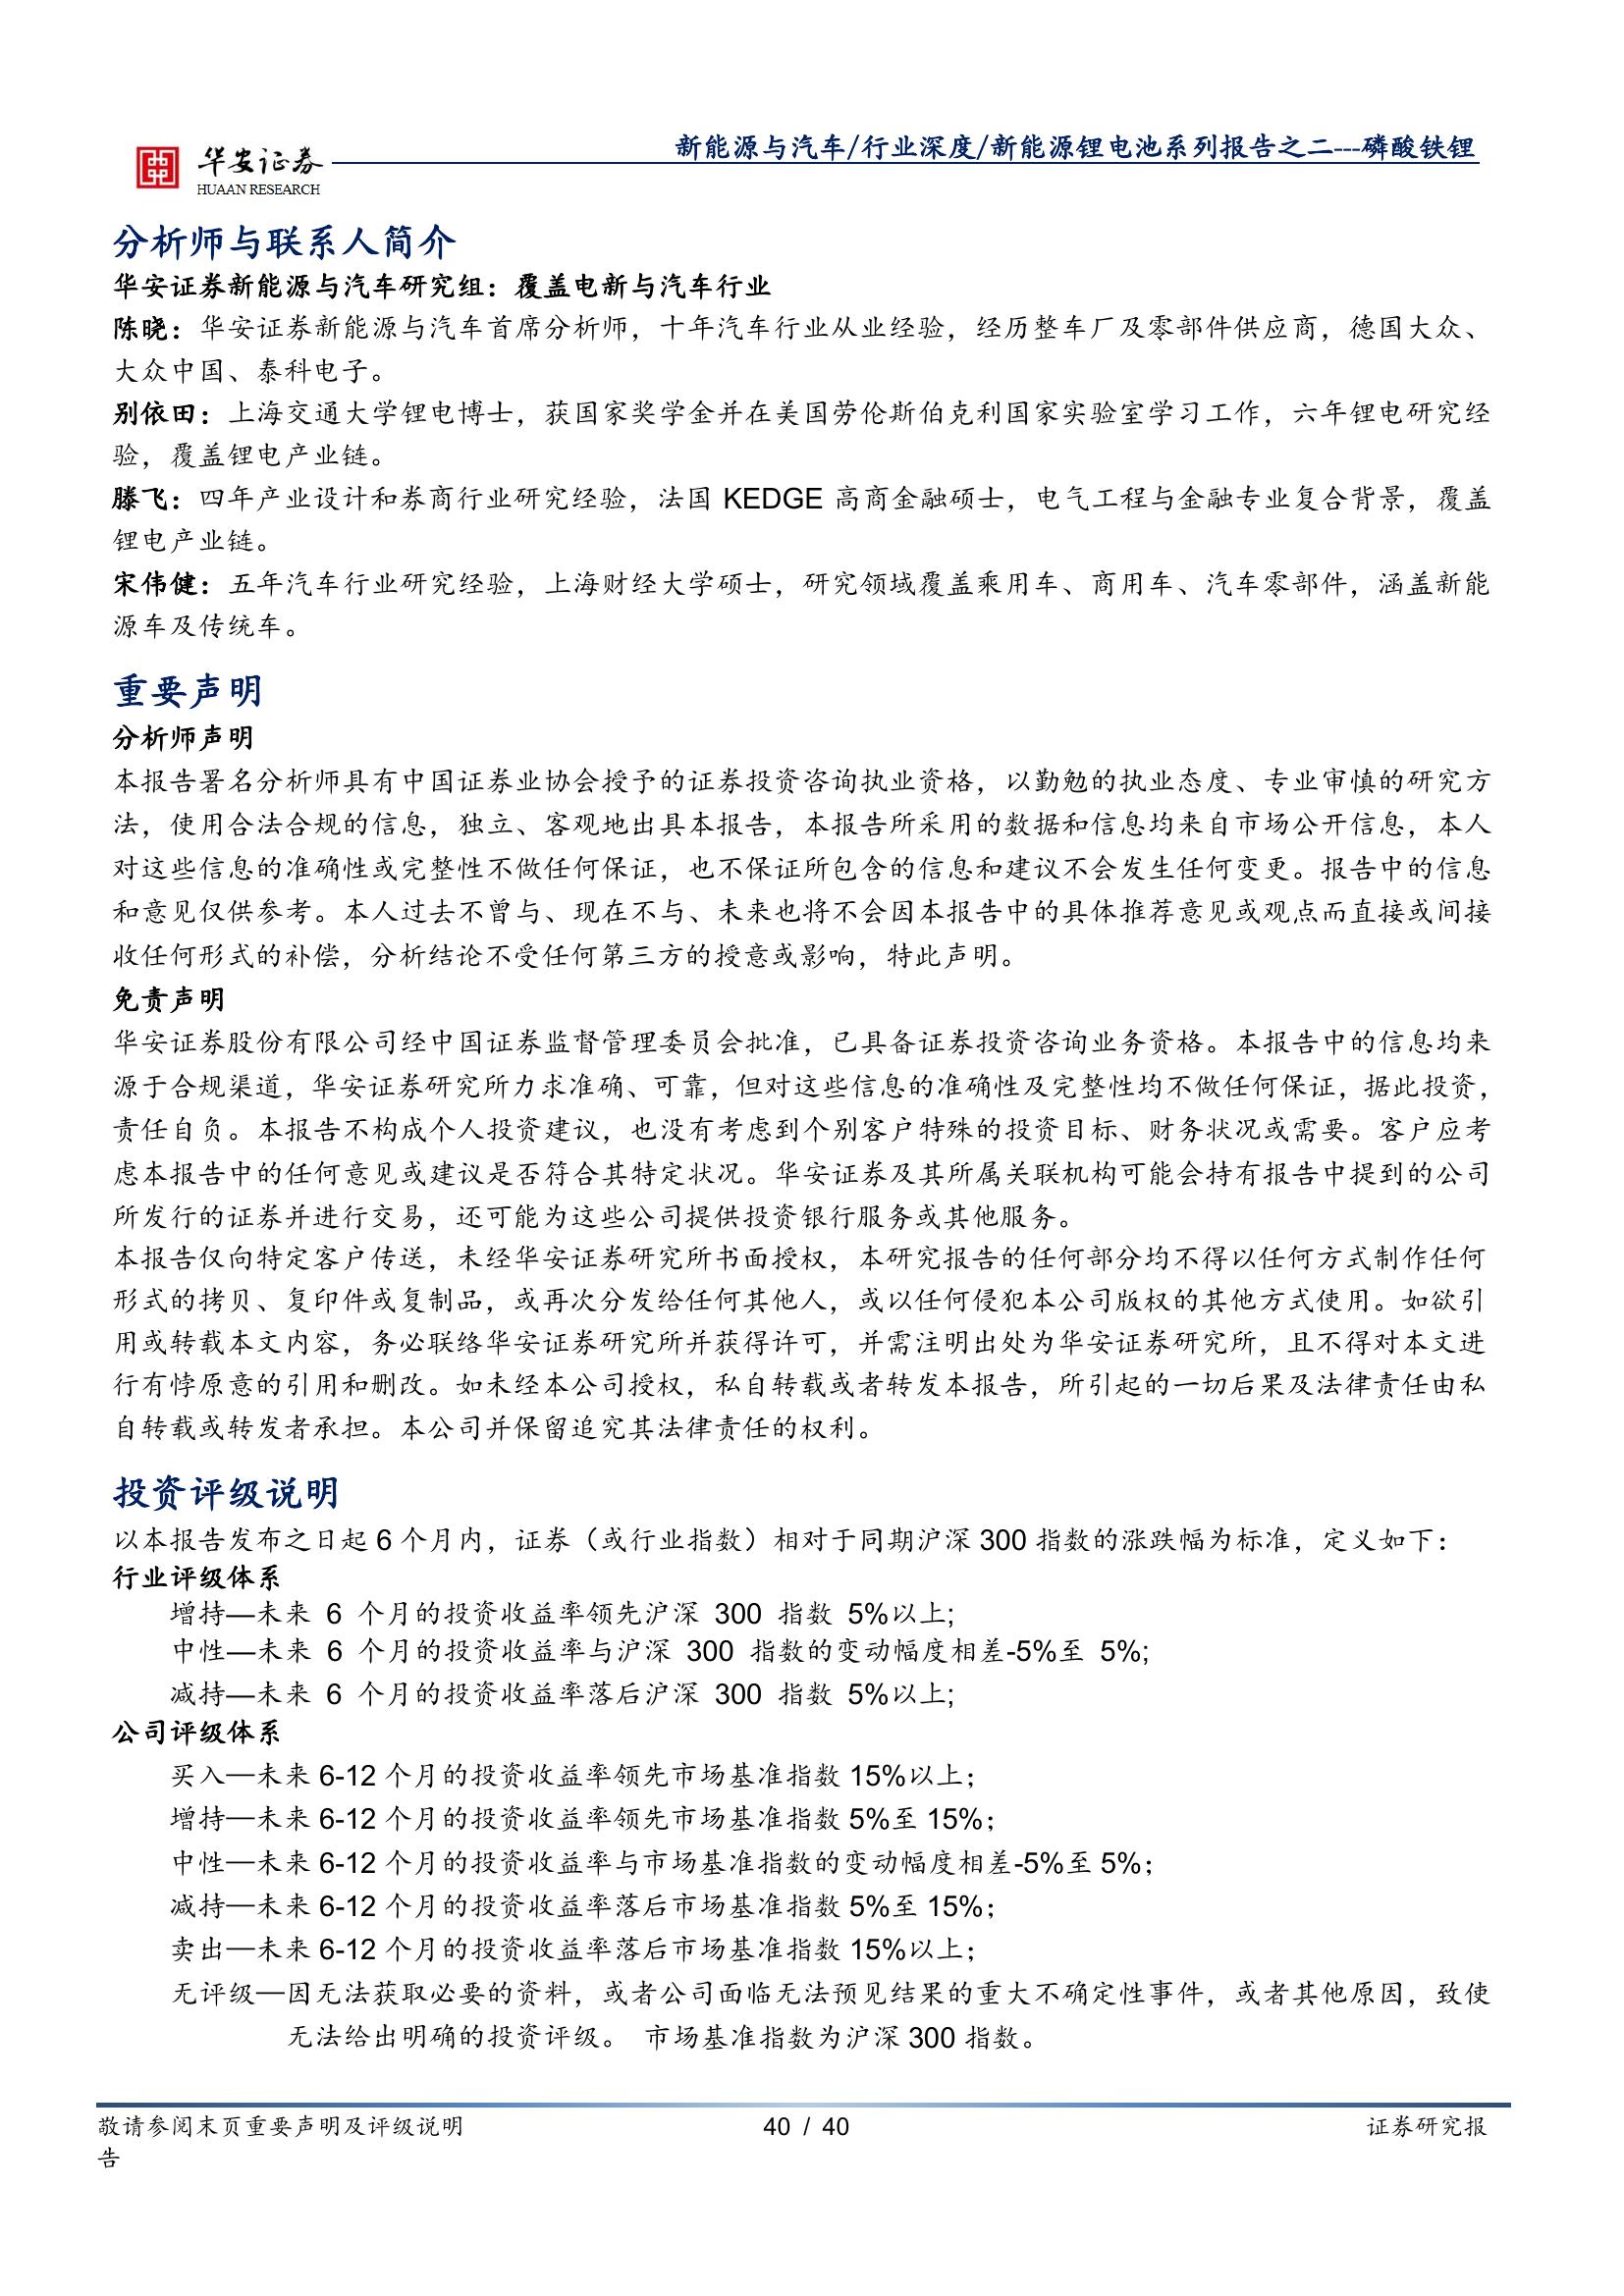 华安证券
HUAAN RESEARCH
新能源与汽车/行业深度/新能源锂电池系列报告之二---磷酸铁锂
分析师与联系人简介
华安证券新能源与汽车研究组：覆盖电新与汽车行业
陈晓：华安证券新能源与汽车首席分析师，十年汽车行业从业经验，经历整车厂及零部件供应商，德国大众、
大众中国、泰科电子。
别依田：上海交通大学锂电博士，获国家奖学金并在美国劳伦斯伯克利国家实验室学习工作，六年锂电研究经
验，覆盖锂电产业链。
滕飞：四年产业设计和券商行业研究经验，法国 KEDGE 高商金融硕士，电气工程与金融专业复合背景，覆盖
锂电产业链。
宋伟健：五年汽车行业研究经验，上海财经大学硕士，研究领域覆盖乘用车、商用车、汽车零部件，涵盖新能
源车及传统车。
重要声明
分析师声明
本报告署名分析师具有中国证券业协会授予的证券投资咨询执业资格，以勤勉的执业态度、专业审慎的研究方
法，使用合法合规的信息，独立、客观地出具本报告，本报告所采用的数据和信息均来自市场公开信息，本人
对这些信息的准确性或完整性不做任何保证，也不保证所包含的信息和建议不会发生任何变更。报告中的信息
和意见仅供参考。本人过去不曾与、现在不与、未来也将不会因本报告中的具体推荐意见或观点而直接或间接
收任何形式的补偿，分析结论不受任何第三方的授意或影响，特此声明。
免责声明
华安证券股份有限公司经中国证券监督管理委员会批准，已具备证券投资咨询业务资格。本报告中的信息均来
源于合规渠道，华安证券研究所力求准确、可靠，但对这些信息的准确性及完整性均不做任何保证，据此投资，
责任自负。本报告不构成个人投资建议，也没有考虑到个别客户特殊的投资目标、财务状况或需要。客户应考
虑本报告中的任何意见或建议是否符合其特定状况。华安证券及其所属关联机构可能会持有报告中提到的公司
所发行的证券并进行交易，还可能为这些公司提供投资银行服务或其他服务。
本报告仅向特定客户传送，未经华安证券研究所书面授权，本研究报告的任何部分均不得以任何方式制作任何
形式的拷贝、复印件或复制品，或再次分发给任何其他人，或以任何侵犯本公司版权的其他方式使用。如欲引
用或转载本文内容，务必联络华安证券研究所并获得许可，并需注明出处为华安证券研究所，且不得对本文进
行有悖原意的引用和删改。如未经本公司授权，私自转载或者转发本报告，所引起的一切后果及法律责任由私
自转载或转发者承担。本公司并保留追究其法律责任的权利。
投资评级说明
以本报告发布之日起 6 个月内，证券（或行业指数）相对于同期沪深 300 指数的涨跌幅为标准，定义如下：
行业评级体系
增持—未来 6 个月的投资收益率领先沪深 300 指数 5%以上;
中性—未来 6 个月的投资收益率与沪深 300 指数的变动幅度相差-5%至 5%;
减持—未来 6 个月的投资收益率落后沪深 300 指数 5%以上;
公司评级体系
买入—未来 6-12 个月的投资收益率领先市场基准指数 15%以上；
增持—未来 6-12 个月的投资收益率领先市场基准指数 5%至 15%；
中性—未来 6-12 个月的投资收益率与市场基准指数的变动幅度相差-5%至 5%；
减持—未来 6-12 个月的投资收益率落后市场基准指数 5%至 15%；
卖出—未来 6-12 个月的投资收益率落后市场基准指数 15%以上；
无评级—因无法获取必要的资料，或者公司面临无法预见结果的重大不确定性事件，或者其他原因，致使
无法给出明确的投资评级。 市场基准指数为沪深 300 指数。
敬请参阅末页重要声明及评级说明 40 / 40 证券研究报
告